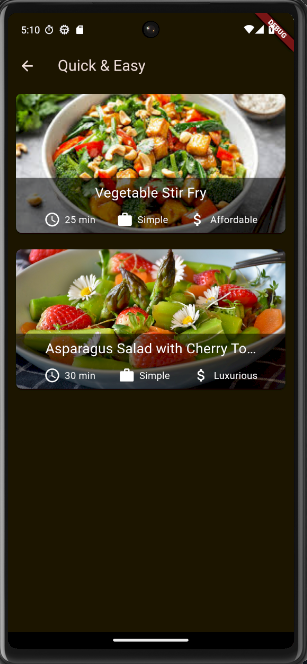 5:10
DEBUG
Quick & Easy
Vegetable Stir Fry
25 min Simple Affordable
Asparagus Salad with Cherry To...
30 min Simple Luxurious